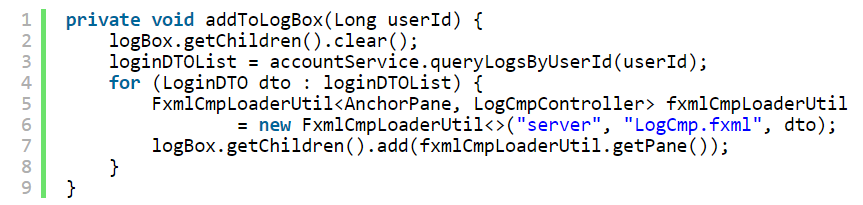 1 private void addToLogBox(Long userId) {
2     logBox.getChildren().clear();
3     loginDTOList = accountService.queryLogsByUserId(userId);
4     for (LoginDTO dto : loginDTOList) {
5         FxmlCmpLoaderUtil<AnchorPane, LogCmpController> fxmlCmpLoaderUtil
6                 = new FxmlCmpLoaderUtil<>("server", "LogCmp.fxml", dto);
7         logBox.getChildren().add(fxmlCmpLoaderUtil.getPane());
8     }
9 }